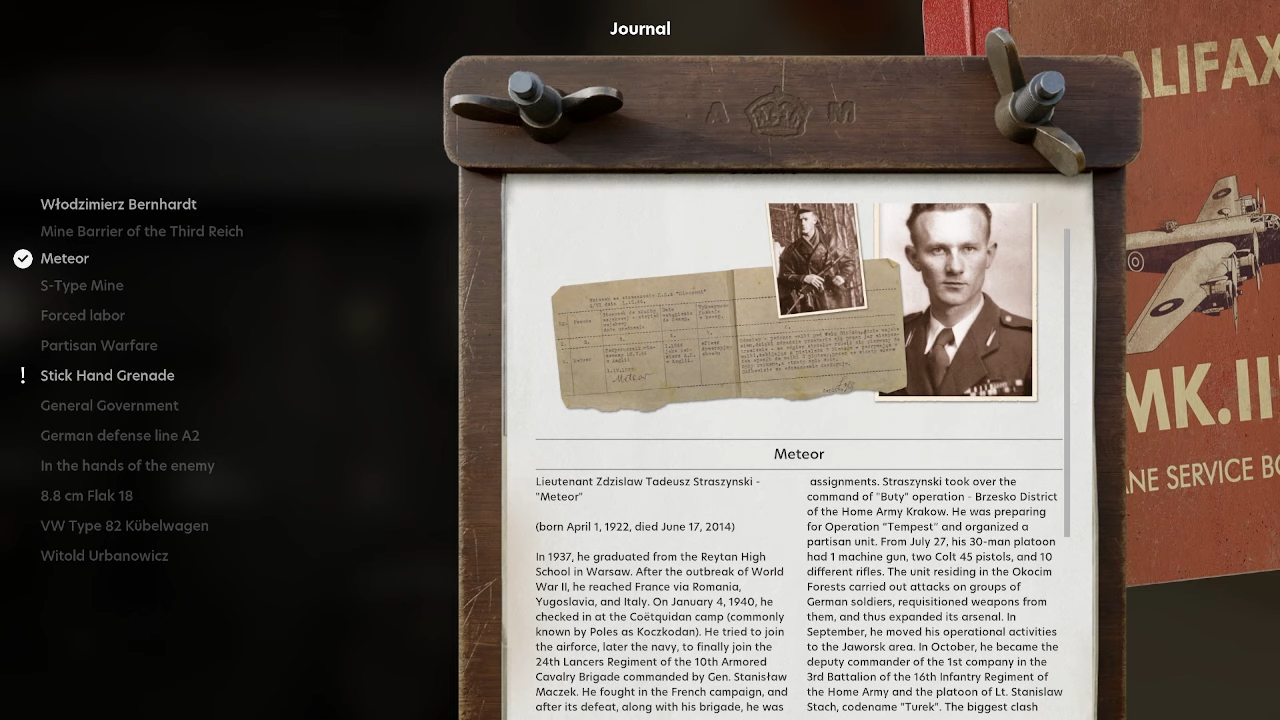 Journal
A M
ALIFAX
MK.II
ANE SERVICE BO
Włodzimierz Bernhardt
Mine Barrier of the Third Reich
Meteor
S-Type Mine
Forced labor
Partisan Warfare
! Stick Hand Grenade
General Government
German defense line A2
In the hands of the enemy
8.8 cm Flak 18
VW Type 82 Kübelwagen
Witold Urbanowicz
Meteor
Lieutenant Zdzislaw Tadeusz Straszynski -
"Meteor"
(born April 1, 1922, died June 17, 2014)
In 1937, he graduated from the Reytan High
School in Warsaw. After the outbreak of World
War II, he reached France via Romania,
Yugoslavia, and Italy. On January 4, 1940, he
checked in at the Coëtquidan camp (commonly
known by Poles as Koczkodan). He tried to join
the airforce, later the navy, to finally join the
24th Lancers Regiment of the 10th Armored
Cavalry Brigade commanded by Gen. Stanisław
Maczek. He fought in the French campaign, and
after its defeat, along with his brigade, he was
assignments. Straszynski took over the
command of "Buty" operation - Brzesko District
of the Home Army Krakow. He was preparing
for Operation "Tempest" and organized a
partisan unit. From July 27, his 30-man platoon
had 1 machine gun, two Colt 45 pistols, and 10
different rifles. The unit residing in the Okocim
Forests carried out attacks on groups of
German soldiers, requisitioned weapons from
them, and thus expanded its arsenal. In
September, he moved his operational activities
to the Jaworsk area. In October, he became the
deputy commander of the 1st company in the
3rd Battalion of the 16th Infantry Regiment of
the Home Army and the platoon of Lt. Stanislaw
Stach, codename "Turek". The biggest clash